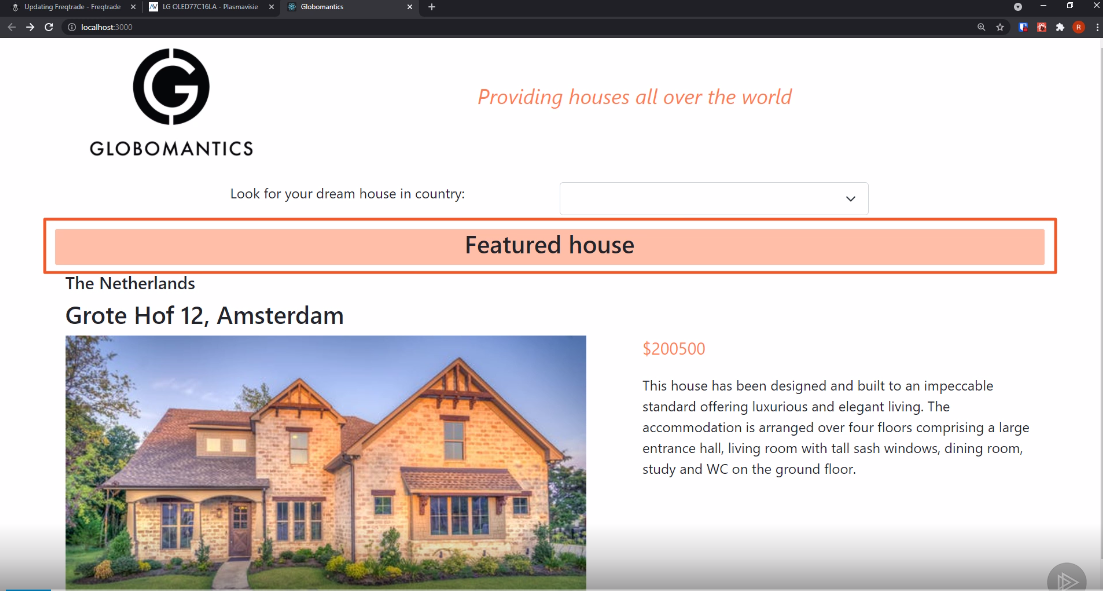 Updating Freqtrade - Freqtrade
LG OLED77C16LA - Plasmavisie
Globomantics
localhost:3000
R
G
GLOBOMANTICS
Providing houses all over the world
Look for your dream house in country:
Featured house
The Netherlands
Grote Hof 12, Amsterdam
$200500
This house has been designed and built to an impeccable
standard offering luxurious and elegant living. The
accommodation is arranged over four floors comprising a large
entrance hall, living room with tall sash windows, dining room,
study and WC on the ground floor.